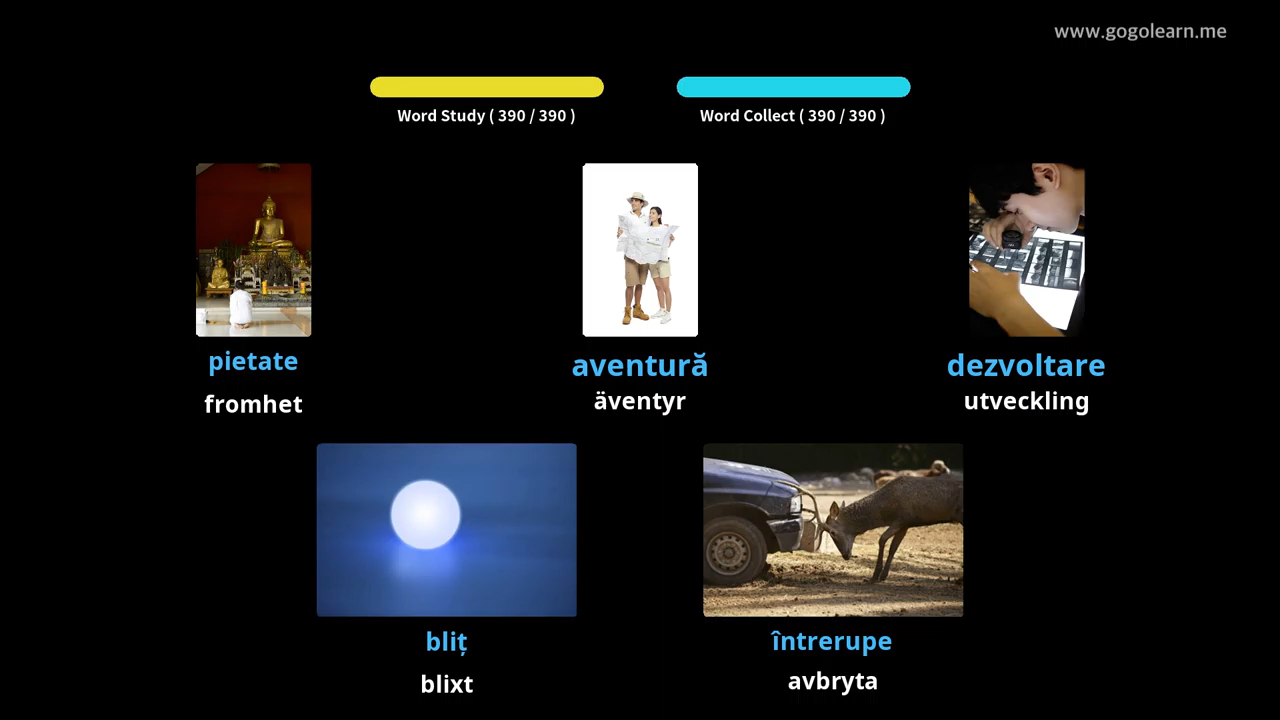 www.gogolearn.me
Word Study ( 390 / 390 )
Word Collect ( 390 / 390 )
pietate
aventură
dezvoltare
fromhet
äventyr
utveckling
bliț
întrerupe
blixt
avbryta